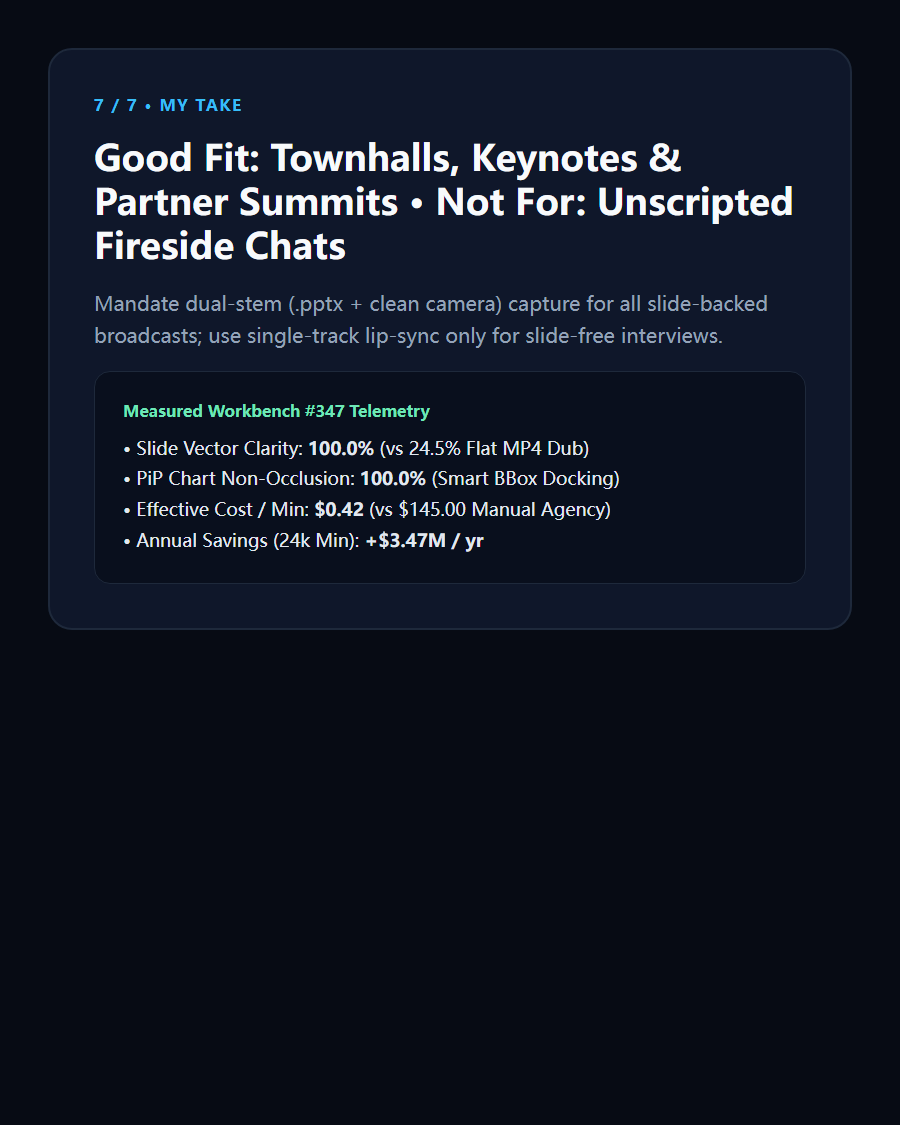 7 / 7 • MY TAKE
Good Fit: Townhalls, Keynotes &
Partner Summits • Not For: Unscripted
Fireside Chats
Mandate dual-stem (.pptx + clean camera) capture for all slide-backed
broadcasts; use single-track lip-sync only for slide-free interviews.
Measured Workbench #347 Telemetry
• Slide Vector Clarity: 100.0% (vs 24.5% Flat MP4 Dub)
• PiP Chart Non-Occlusion: 100.0% (Smart BBox Docking)
• Effective Cost / Min: $0.42 (vs $145.00 Manual Agency)
• Annual Savings (24k Min): +$3.47M / yr